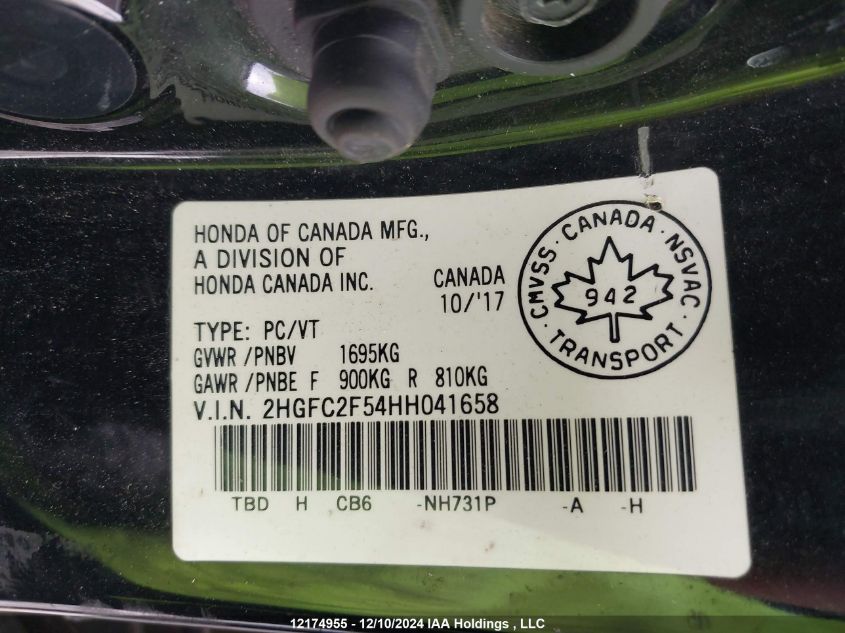 HONDA OF CANADA MFG.,
A DIVISION OF
HONDA CANADA INC.
CANADA
10/'17
CMVSS · CANADA · NSVAC
942
· TRANSPORT ·
TYPE: PC/VT
GVWR /PNBV 1695KG
GAWR /PNBE F 900KG R 810KG
V.I.N. 2HGFC2F54HH041658
TBD H CB6 -NH731P -A -H
12174955 - 12/10/2024 IAA Holdings , LLC